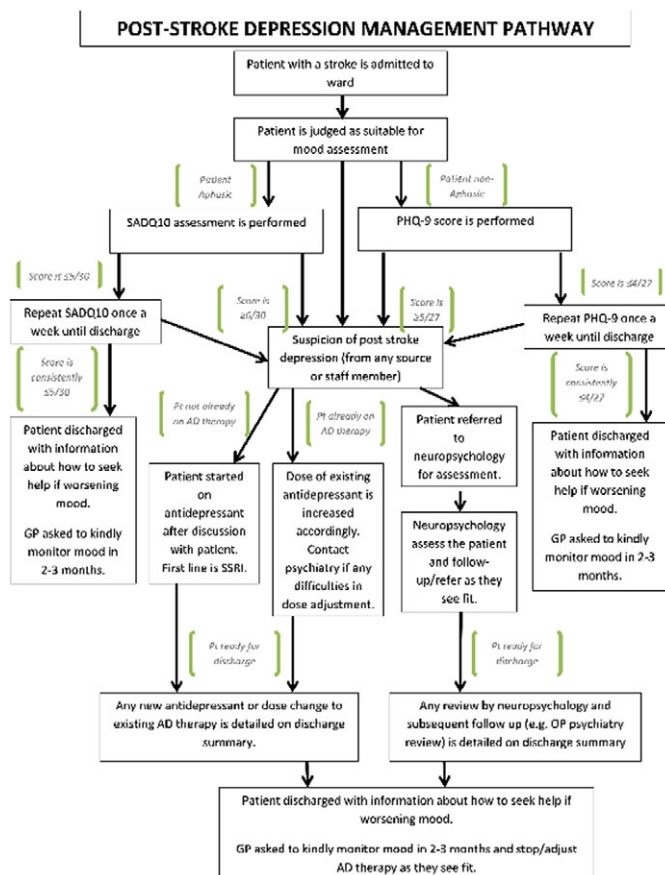 POST-STROKE DEPRESSION MANAGEMENT PATHWAY
Patient with a stroke is admitted to
ward
Patient is judged as suitable for
mood assessment
Patient
Aphasic
Patient non-
Aphasic
SADQ10 assessment is performed
PHQ-9 score is performed
Score is ≤5/30
Score is
≥6/30
Score is
≥5/27
Score is ≤4/27
Repeat SADQ10 once a
week until discharge
Suspicion of post stroke
depression (from any source
or staff member)
Repeat PHQ-9 once a
week until discharge
Score is
consistently
≤5/30
Pt not already
on AD therapy
Pt already on
AD therapy
Score is
consistently
≤4/27
Patient discharged
with information
about how to seek
help if worsening
mood.
GP asked to kindly
monitor mood in
2-3 months.
Patient started
on
antidepressant
after discussion
with patient.
First line is SSRI.
Dose of existing
antidepressant is
increased
accordingly.
Contact
psychiatry if any
difficulties in
dose adjustment.
Patient referred
to
neuropsychology
for assessment.
Neuropsychology
assess the patient
and follow-
up/refer as they
see fit.
Patient discharged
with information
about how to seek
help if worsening
mood.
GP asked to kindly
monitor mood in 2-3
months.
Pt ready for
discharge
Pt ready for
discharge
Any new antidepressant or dose change to
existing AD therapy is detailed on discharge
summary.
Any review by neuropsychology and
subsequent follow up (e.g. OP psychiatry
review) is detailed on discharge summary
Patient discharged with information about how to seek help if
worsening mood.
GP asked to kindly monitor mood in 2-3 months and stop/adjust
AD therapy as they see fit.